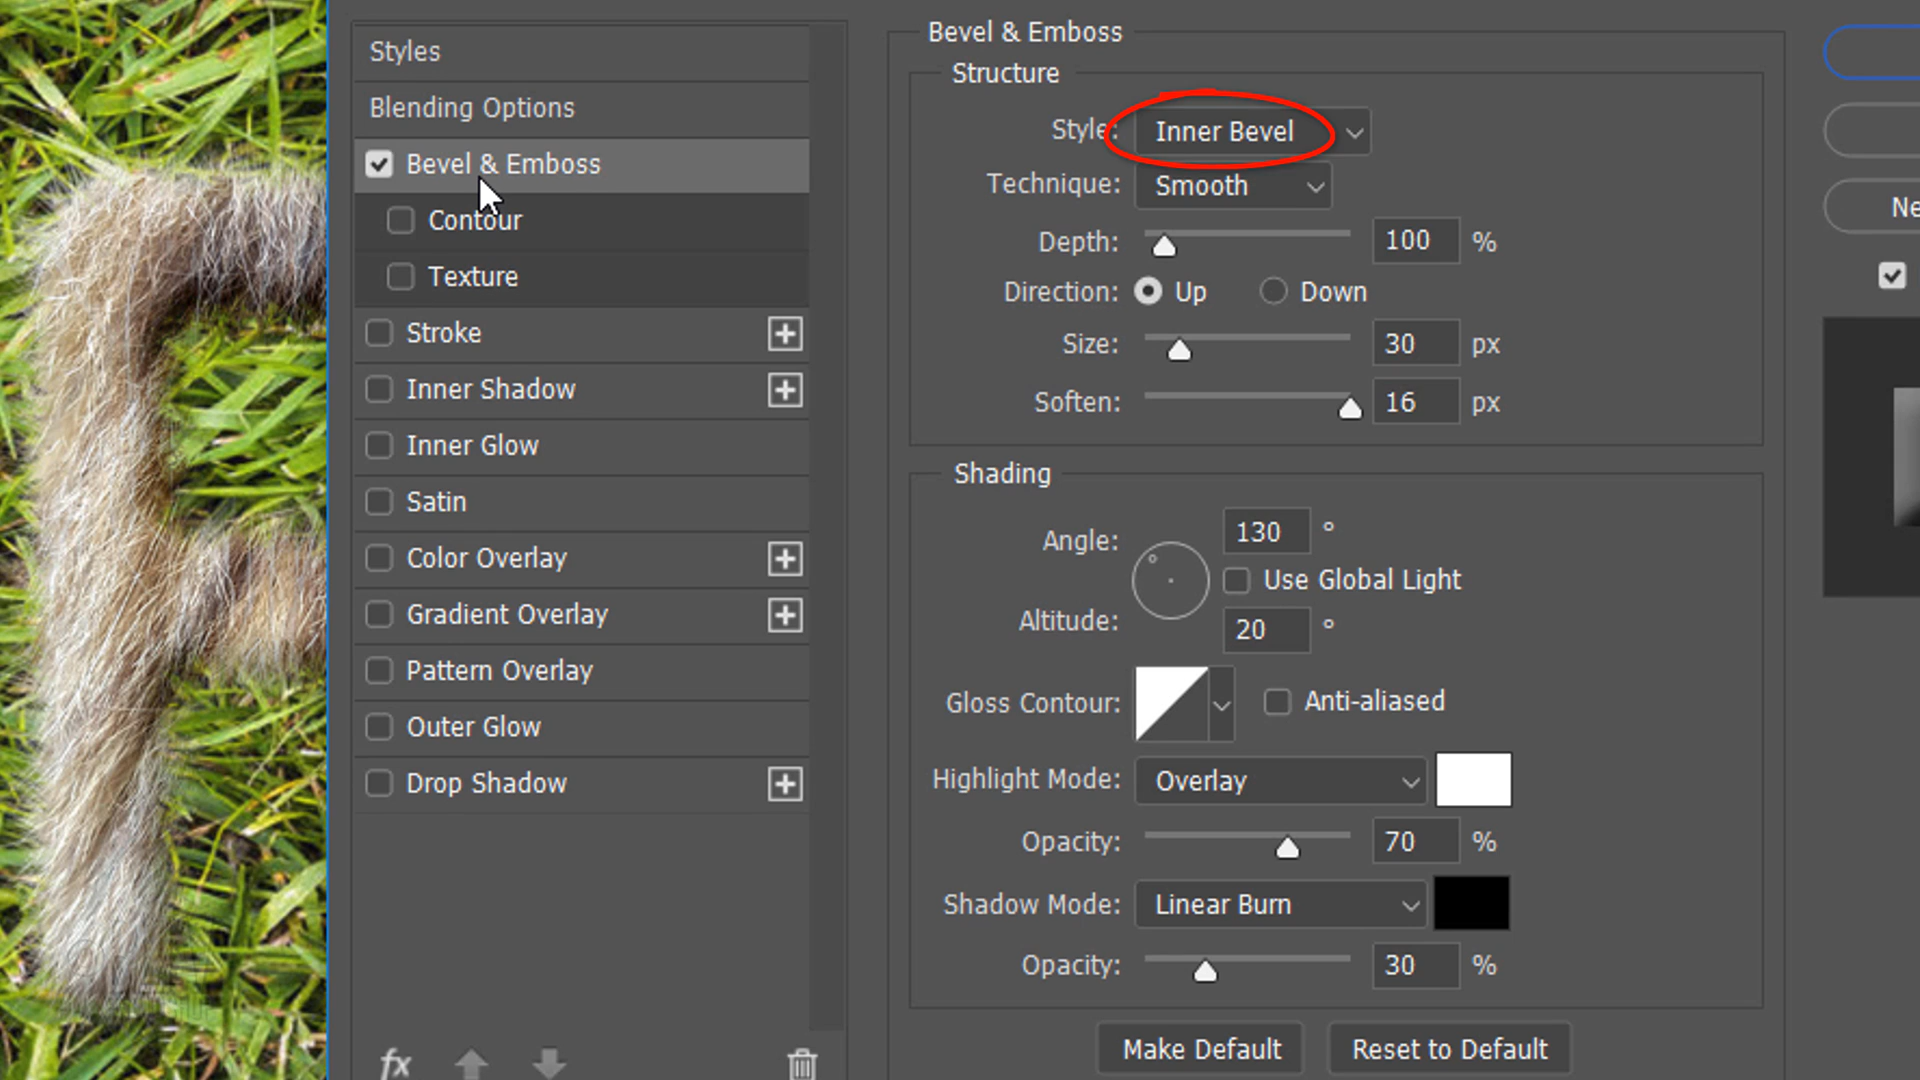 Styles
Blending Options
Bevel & Emboss
Contour
Texture
Stroke
Inner Shadow
Inner Glow
Satin
Color Overlay
Gradient Overlay
Pattern Overlay
Outer Glow
Drop Shadow
fx
Bevel & Emboss
Structure
Style: Inner Bevel
Technique: Smooth
Depth: 100 %
Direction: Up Down
Size: 30 px
Soften: 16 px
Shading
Angle: 130 °
Use Global Light
Altitude: 20 °
Gloss Contour: Anti-aliased
Highlight Mode: Overlay
Opacity: 70 %
Shadow Mode: Linear Burn
Opacity: 30 %
Make Default Reset to Default
Ne